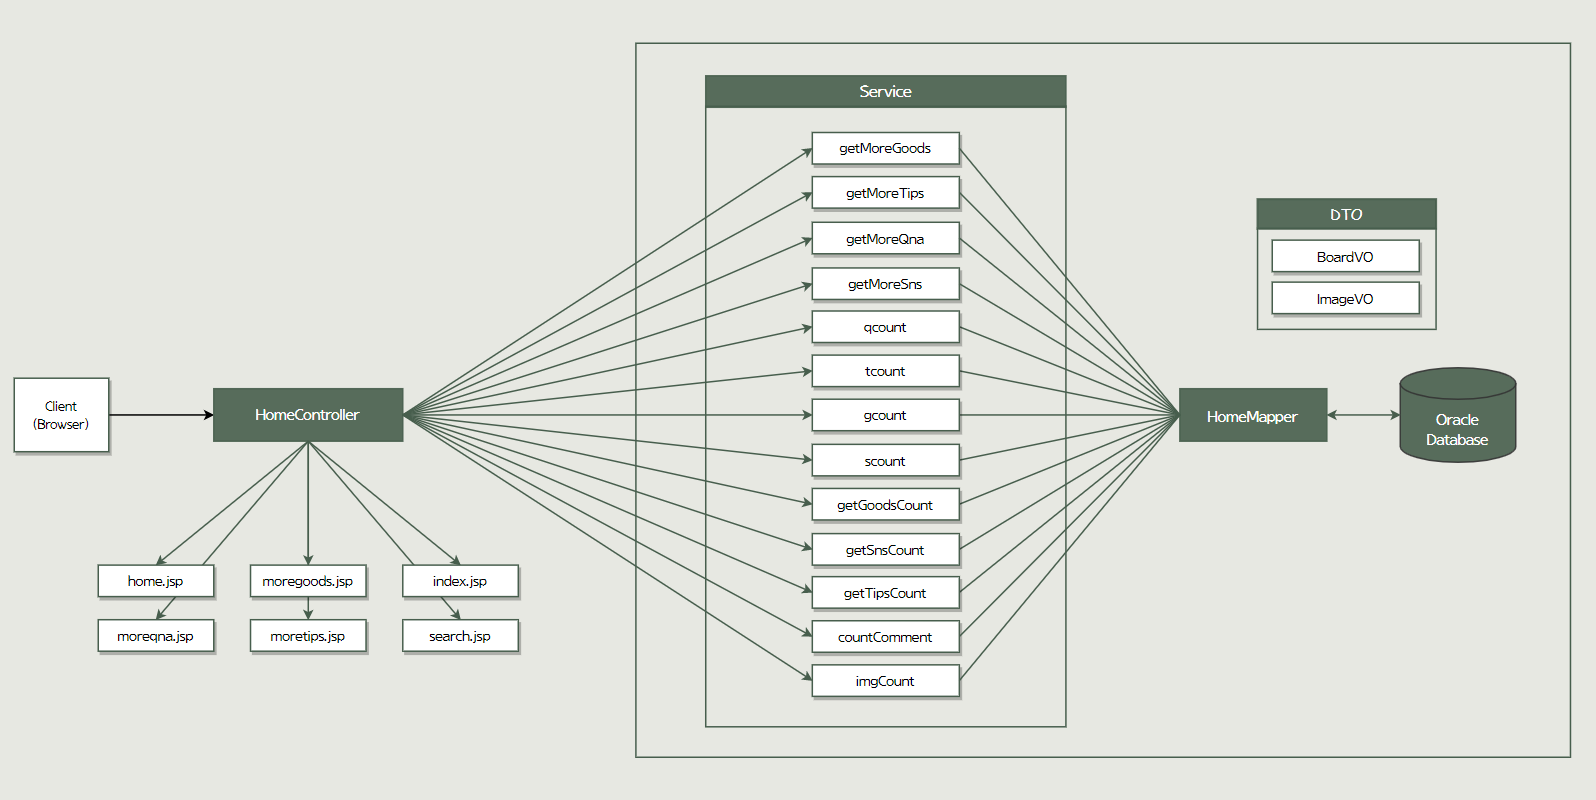 Service
getMoreGoods
getMoreTips
getMoreQna
getMoreSns
qcount
tcount
gcount
scount
getGoodsCount
getSnsCount
getTipsCount
countComment
imgCount
DTO
BoardVO
ImageVO
Client
(Browser)
HomeController
HomeMapper
Oracle
Database
home.jsp
moregoods.jsp
index.jsp
moreqna.jsp
moretips.jsp
search.jsp